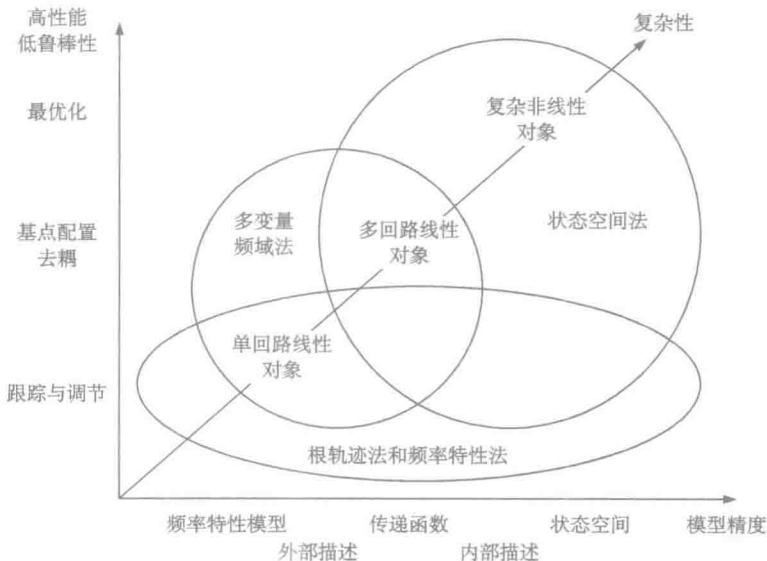 高性能
低鲁棒性
复杂性
最优化
复杂非线性
对象
基点配置
去耦
多变量
频域法
多回路线性
对象
状态空间法
单回路线性
对象
跟踪与调节
根轨迹法和频率特性法
频率特性模型
传递函数
状态空间
模型精度
外部描述
内部描述